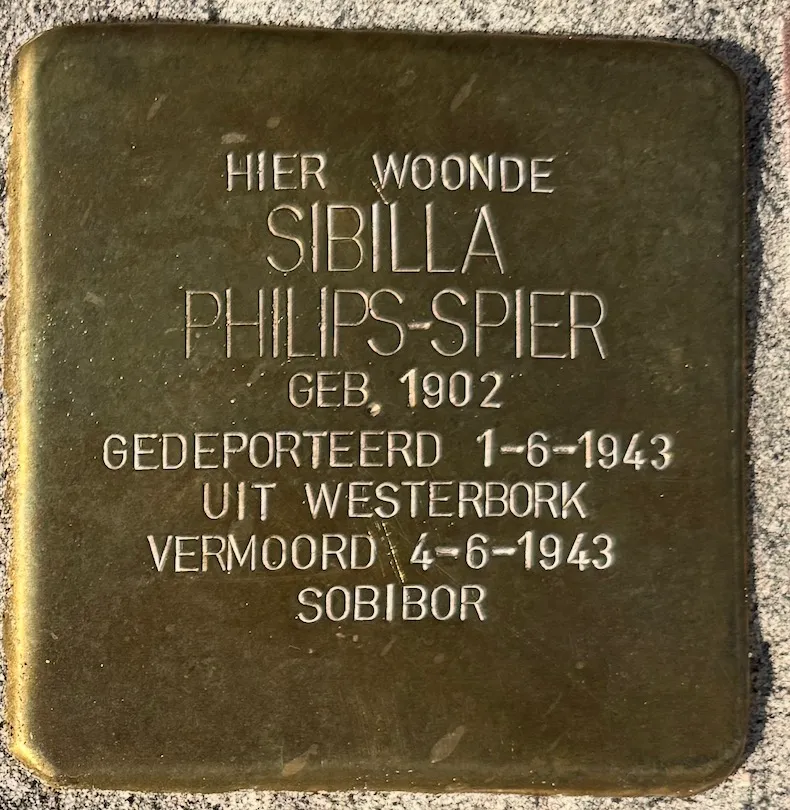 HIER WOONDE
SIBILLA
PHILIPS-SPIER
GEB, 1902
GEDEPORTEERD 1-6-1943
UIT WESTERBORK
VERMOORD 4-6-1943
SOBIBOR